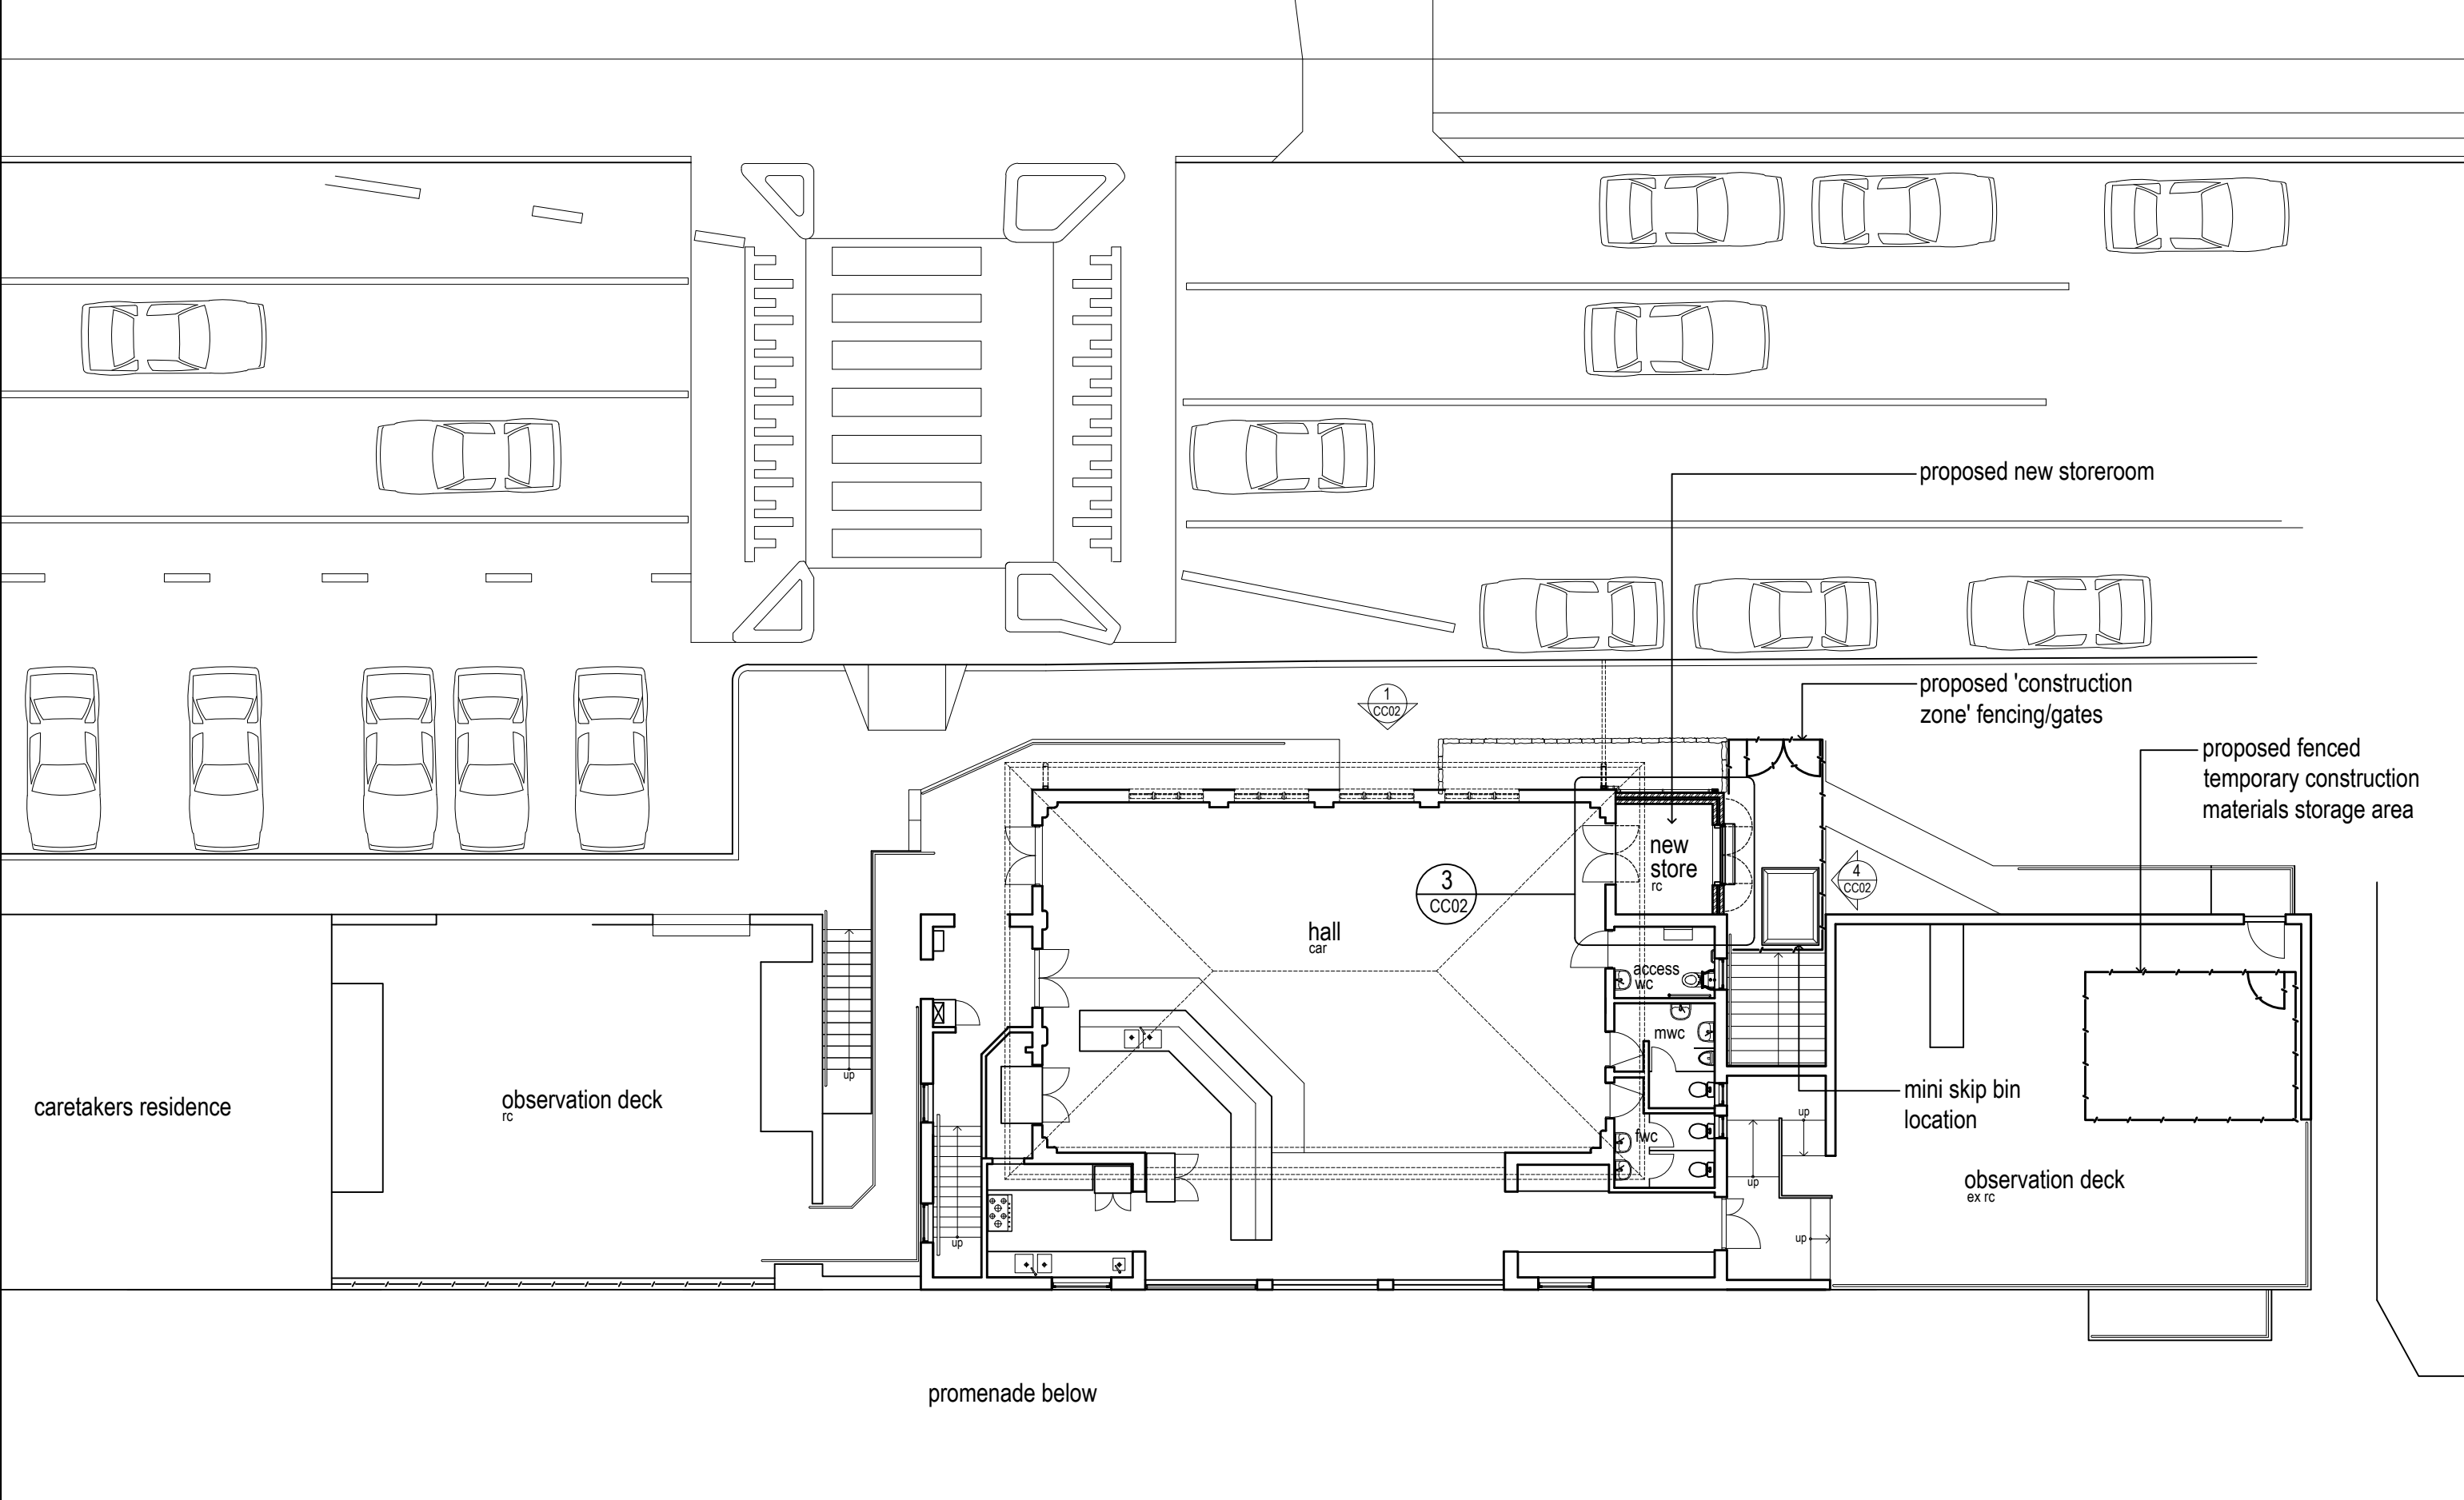 proposed new storeroom
proposed 'construction
zone' fencing/gates
1
CC02
proposed fenced
temporary construction
materials storage area
new
store
rc
3
CC02
4
CC02
hall
car
access
wc
mwc
fwc
up
up
up
up
up
mini skip bin
location
caretakers residence
observation deck
rc
observation deck
ex rc
promenade below